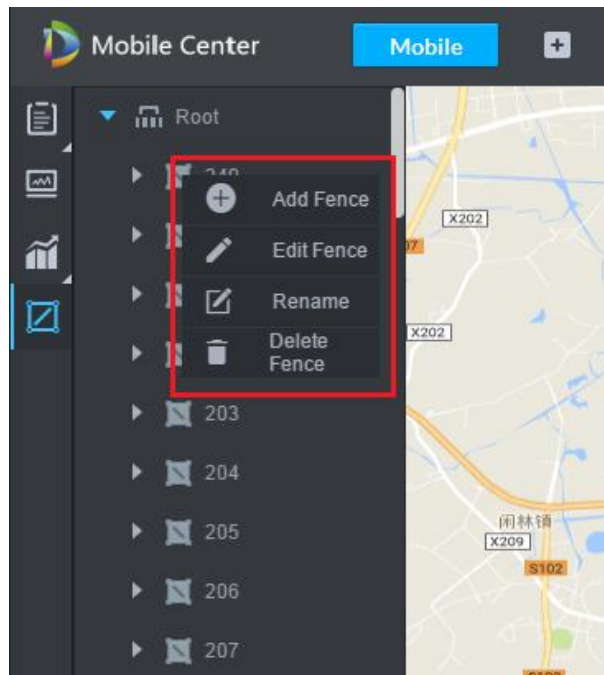 Mobile Center
Mobile
Root
Add Fence
Edit Fence
Rename
Delete
Fence
203
204
205
206
207
X202
X202
闲林镇
X209
S102